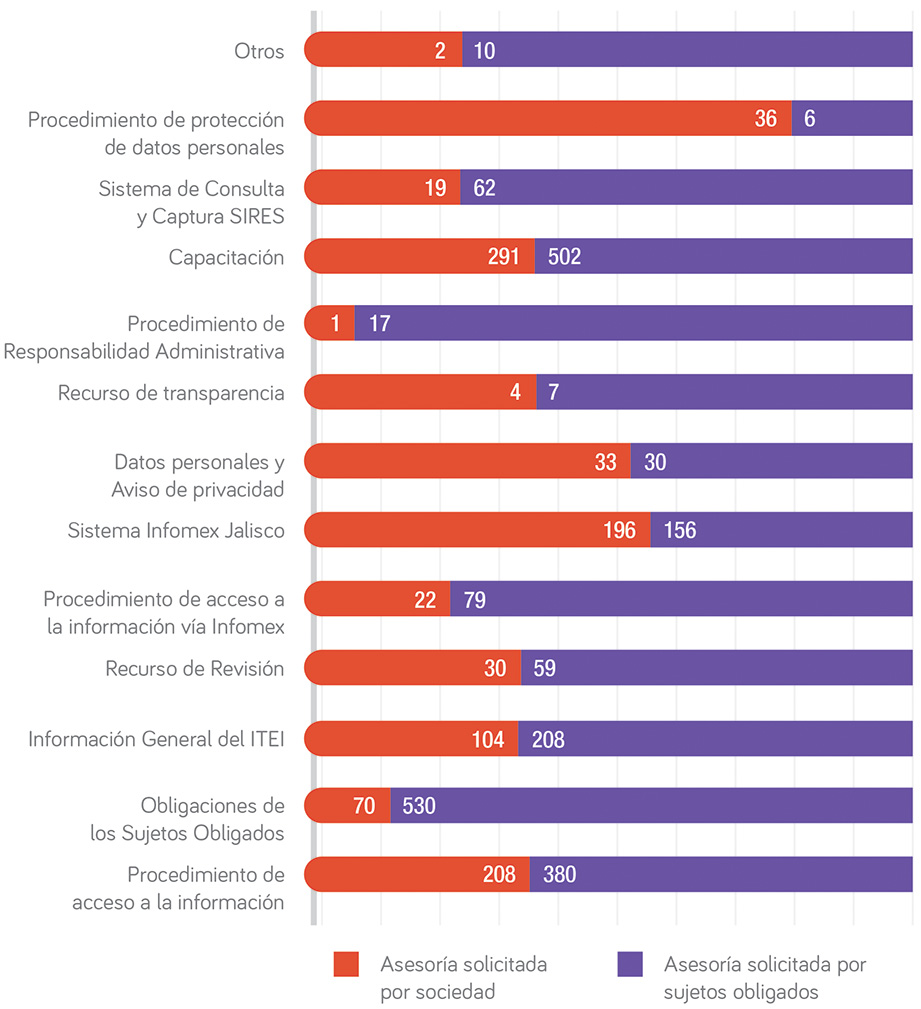 Otros
2 10
Procedimiento de protección
de datos personales
36 6
Sistema de Consulta
y Captura SIRES
19 62
Capacitación
291 502
Procedimiento de
Responsabilidad Administrativa
1 17
Recurso de transparencia
4 7
Datos personales y
Aviso de privacidad
33 30
Sistema Infomex Jalisco
196 156
Procedimiento de acceso a
la información vía Infomex
22 79
Recurso de Revisión
30 59
Información General del ITEI
104 208
Obligaciones de
los Sujetos Obligados
70 530
Procedimiento de
acceso a la información
208 380
Asesoría solicitada
por sociedad
Asesoría solicitada por
sujetos obligados